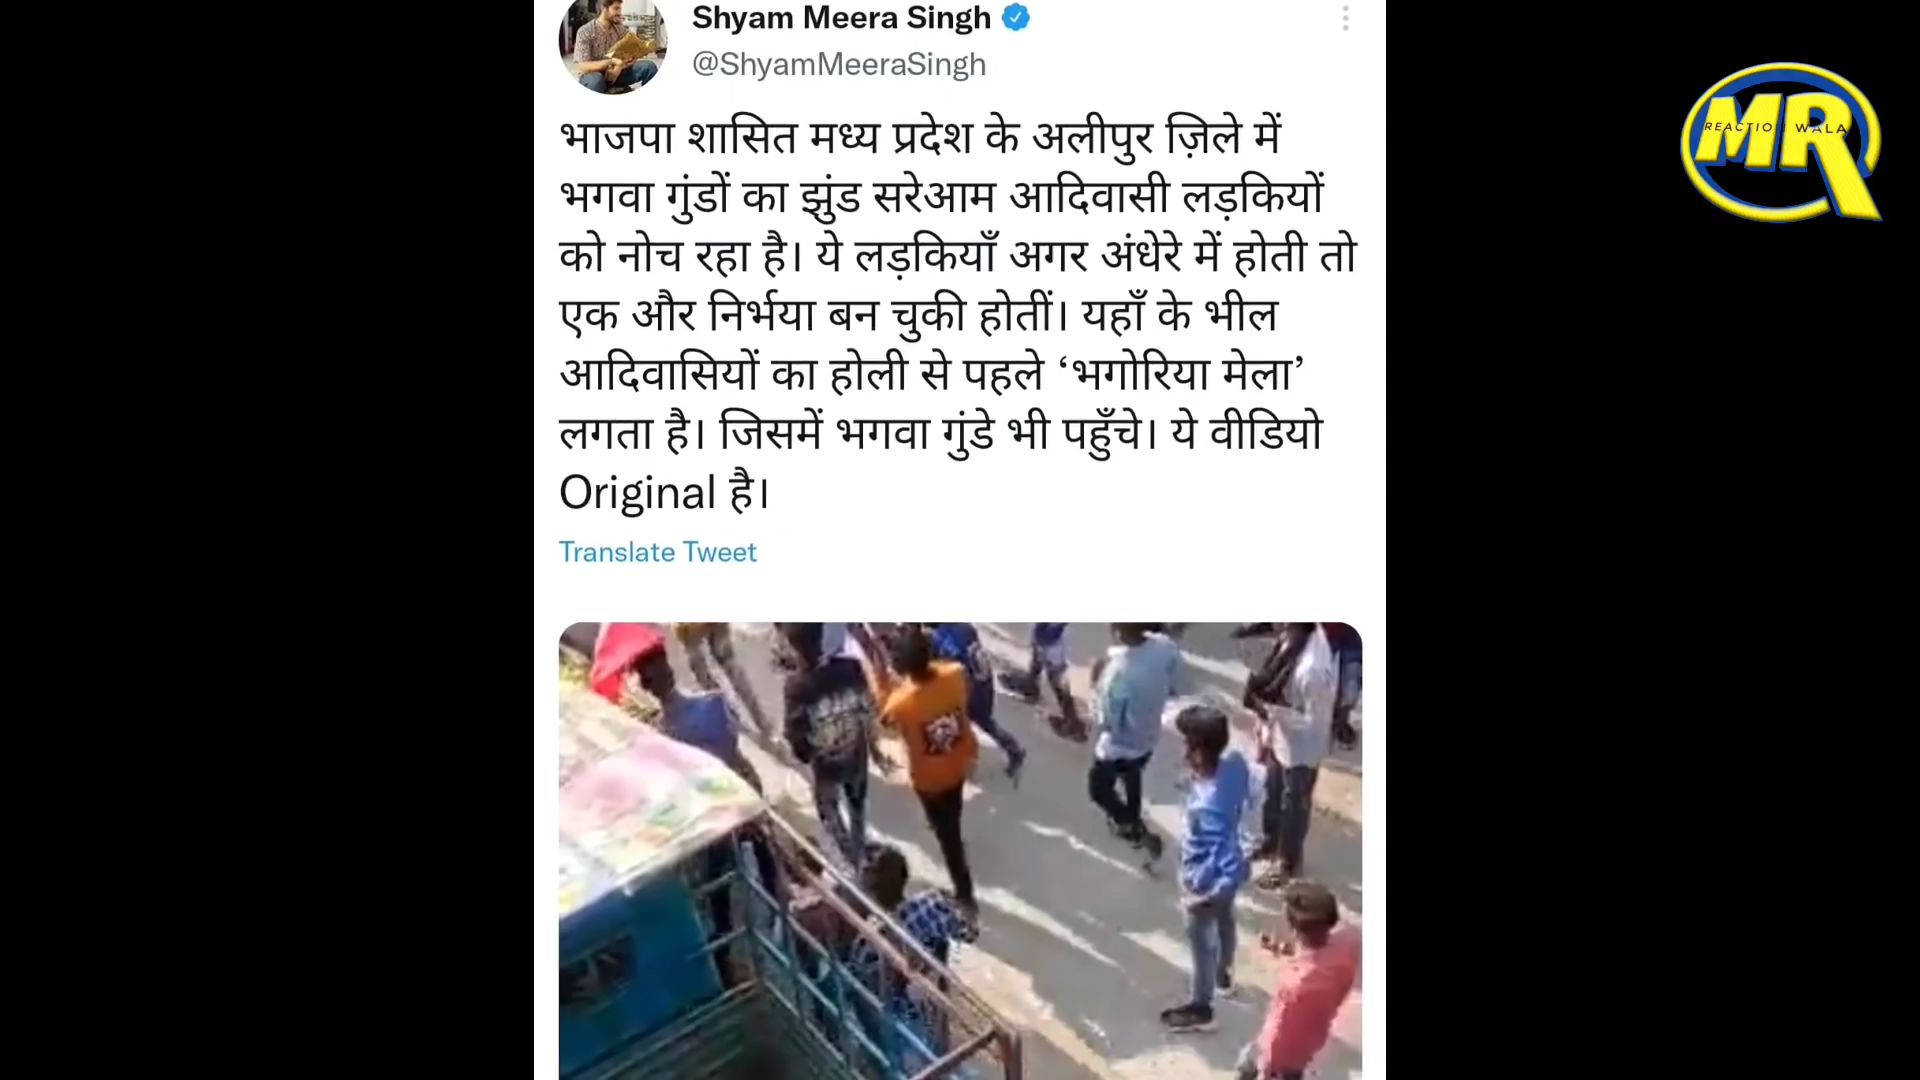 Shyam Meera Singh
@ShyamMeeraSingh
भाजपा शासित मध्य प्रदेश के अलीपुर ज़िले में
भगवा गुंडों का झुंड सरेआम आदिवासी लड़कियों
को नोच रहा है। ये लड़कियाँ अगर अंधेरे में होती तो
एक और निर्भया बन चुकी होतीं। यहाँ के भील
आदिवासियों का होली से पहले ‘भगोरिया मेला’
लगता है। जिसमें भगवा गुंडे भी पहुँचे। ये वीडियो
Original है।
Translate Tweet
MR
REACTION WALA